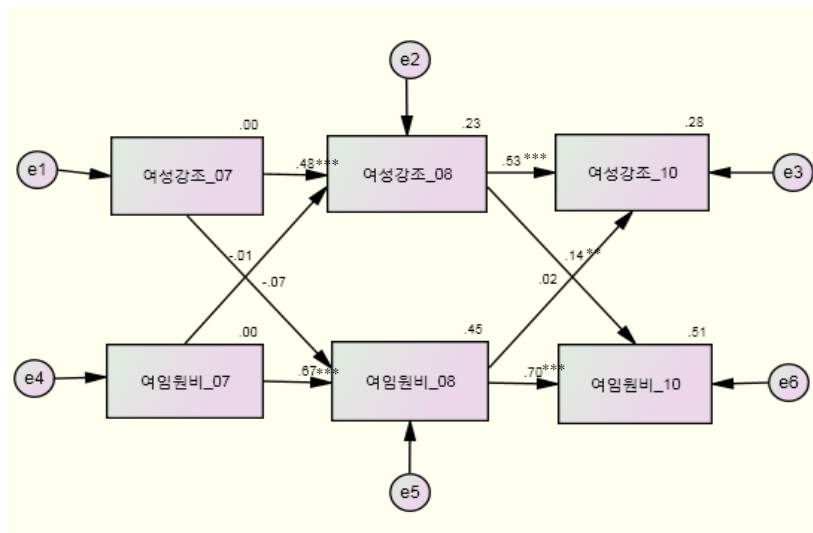 e2
.00
.23
.28
e1
여성강조_07
.48***
여성강조_08
.53 ***
여성강조_10
e3
-.01
-.07
.14 **
.02
.00
.45
.51
e4
여임원비_07
.67***
여임원비_08
.70***
여임원비_10
e6
e5